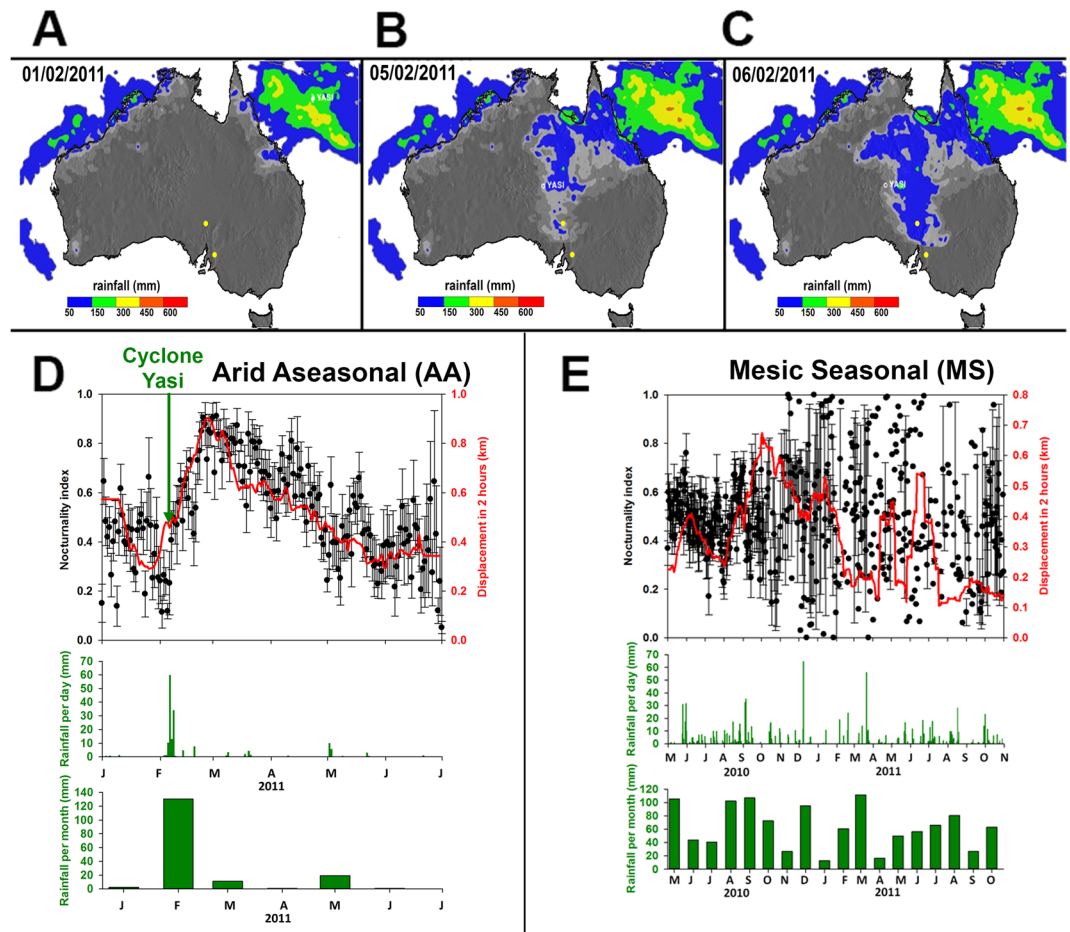 A
B
C
01/02/2011
YASI
rainfall (mm)
50 150 300 450 600
05/02/2011
YASI
rainfall (mm)
50 150 300 450 600
06/02/2011
YASI
rainfall (mm)
50 150 300 450 600
D
Cyclone
Yasi
Arid Aseasonal (AA)
Nocturnality index
1.0
0.8
0.6
0.4
0.2
0.0
1.0
0.8
0.6
0.4
0.2
0.0
Displacement in 2 hours (km)
Rainfall per day (mm)
70
60
50
40
30
20
10
0
J F M A M J J
2011
Rainfall per month (mm)
140
120
100
80
60
40
20
0
J F M A M J
2011
E
Mesic Seasonal (MS)
Nocturnality index
1.0
0.8
0.6
0.4
0.2
0.0
0.8
0.7
0.6
0.5
0.4
0.3
0.2
0.1
0.0
Displacement in 2 hours (km)
Rainfall per day (mm)
70
60
50
40
30
20
10
0
M J J A S O N D J F M A M J J A S O N
2010 2011
Rainfall per month (mm)
120
100
80
60
40
20
0
M J J A S O N D J F M A M J J A S O
2010 2011